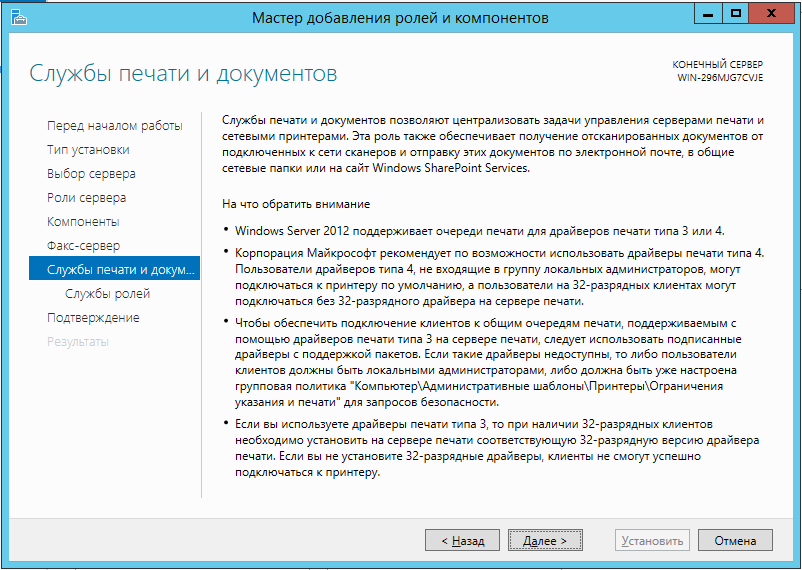 Мастер добавления ролей и компонентов
Службы печати и документов
КОНЕЧНЫЙ СЕРВЕР
WIN-296MJG7CVJE
Перед началом работы
Тип установки
Выбор сервера
Роли сервера
Компоненты
Факс-сервер
Службы печати и докум...
Службы ролей
Подтверждение
Результаты
Службы печати и документов позволяют централизовать задачи управления серверами печати и
сетевыми принтерами. Эта роль также обеспечивает получение отсканированных документов от
подключенных к сети сканеров и отправку этих документов по электронной почте, в общие
сетевые папки или на сайт Windows SharePoint Services.
На что обратить внимание
• Windows Server 2012 поддерживает очереди печати для драйверов печати типа 3 или 4.
• Корпорация Майкрософт рекомендует по возможности использовать драйверы печати типа 4.
Пользователи драйверов типа 4, не входящие в группу локальных администраторов, могут
подключаться к принтеру по умолчанию, а пользователи на 32-разрядных клиентах могут
подключаться без 32-разрядного драйвера на сервере печати.
• Чтобы обеспечить подключение клиентов к общим очередям печати, поддерживаемым с
помощью драйверов печати типа 3 на сервере печати, следует использовать подписанные
драйверы с поддержкой пакетов. Если такие драйверы недоступны, то либо пользователи
клиентов должны быть локальными администраторами, либо должна быть уже настроена
групповая политика "Компьютер\Административные шаблоны\Принтеры\Ограничения
указания и печати" для запросов безопасности.
• Если вы используете драйверы печати типа 3, то при наличии 32-разрядных клиентов
необходимо установить на сервере печати соответствующую 32-разрядную версию драйвера
печати. Если вы не установите 32-разрядные драйверы, клиенты не смогут успешно
подключаться к принтеру.
< Назад
Далее >
Установить
Отмена